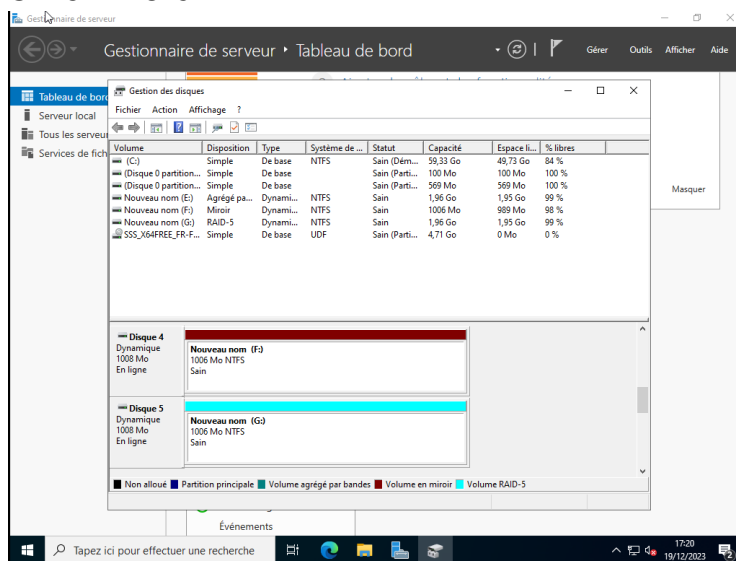 Gestionnaire de serveur
Gestionnaire de serveur ‣ Tableau de bord
Gérer Outils Afficher Aide
Tableau de bord
Serveur local
Tous les serveu
Services de fich
Gestion des disques
Fichier Action Affichage ?
Volume Disposition Type Système de ... Statut Capacité Espace li... % libres
(C:) Simple De base NTFS Sain (Dém... 59,33 Go 49,73 Go 84 %
(Disque 0 partition... Simple De base Sain (Parti... 100 Mo 100 Mo 100 %
(Disque 0 partition... Simple De base Sain (Parti... 569 Mo 569 Mo 100 %
Nouveau nom (E:) Agrégé pa... Dynami... NTFS Sain 1,96 Go 1,95 Go 99 %
Nouveau nom (F:) Miroir Dynami... NTFS Sain 1006 Mo 989 Mo 98 %
Nouveau nom (G:) RAID-5 Dynami... NTFS Sain 1,96 Go 1,95 Go 99 %
SSS_X64FREE_FR-F... Simple De base UDF Sain (Parti... 4,71 Go 0 Mo 0 %
Masquer
Disque 4
Dynamique
1008 Mo
En ligne
Nouveau nom (F:)
1006 Mo NTFS
Sain
Disque 5
Dynamique
1008 Mo
En ligne
Nouveau nom (G:)
1006 Mo NTFS
Sain
Non alloué Partition principale Volume agrégé par bandes Volume en miroir Volume RAID-5
Événements
Tapez ici pour effectuer une recherche
17:20
19/12/2023
2